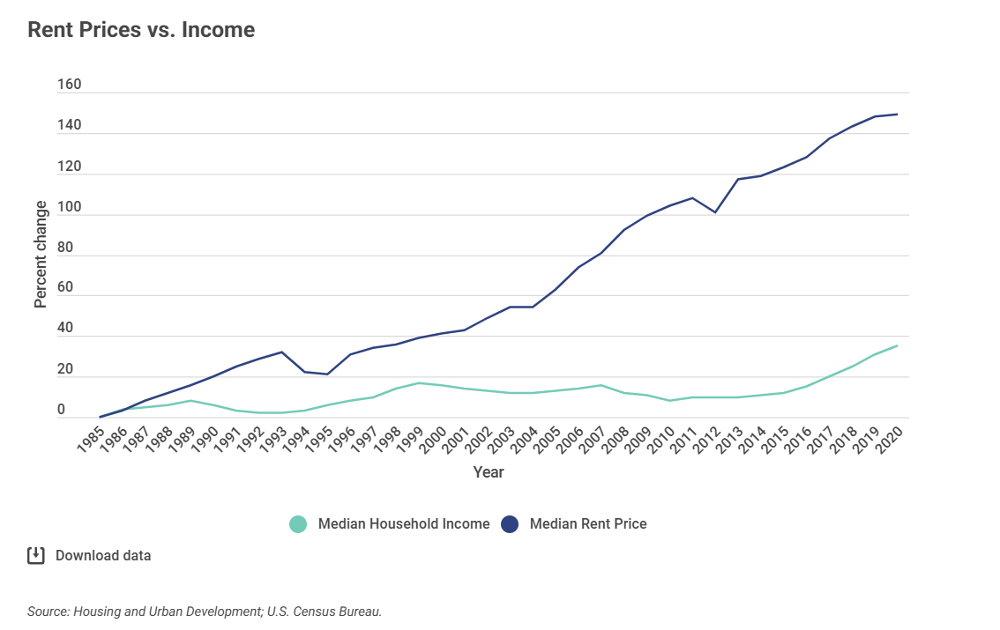 Rent Prices vs. Income
160
140
120
100
80
60
40
20
0
Percent change
1985 1986 1987 1988 1989 1990 1991 1992 1993 1994 1995 1996 1997 1998 1999 2000 2001 2002 2003 2004 2005 2006 2007 2008 2009 2010 2011 2012 2013 2014 2015 2016 2017 2018 2019 2020
Year
Median Household Income Median Rent Price
Download data
Source: Housing and Urban Development; U.S. Census Bureau.